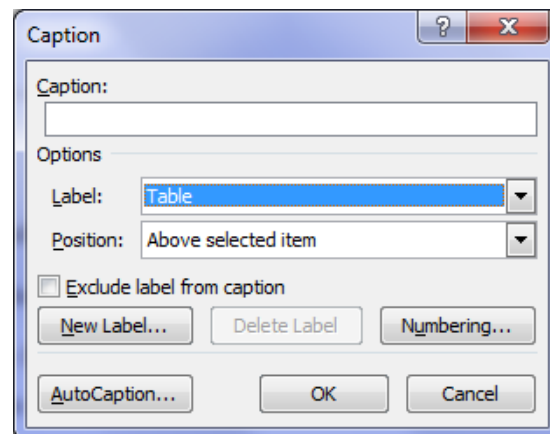 Caption
Caption:
Options
Label: Table
Position: Above selected item
Exclude label from caption
New Label... Delete Label Numbering...
AutoCaption... OK Cancel